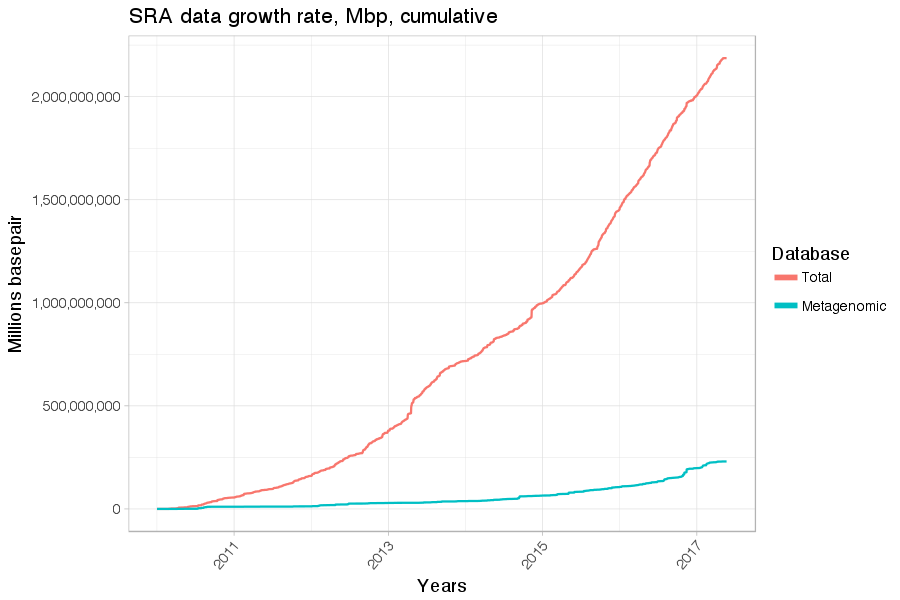 SRA data growth rate, Mbp, cumulative
2,000,000,000
1,500,000,000
1,000,000,000
500,000,000
0
Millions basepair
2011
2013
2015
2017
Years
Database
Total
Metagenomic